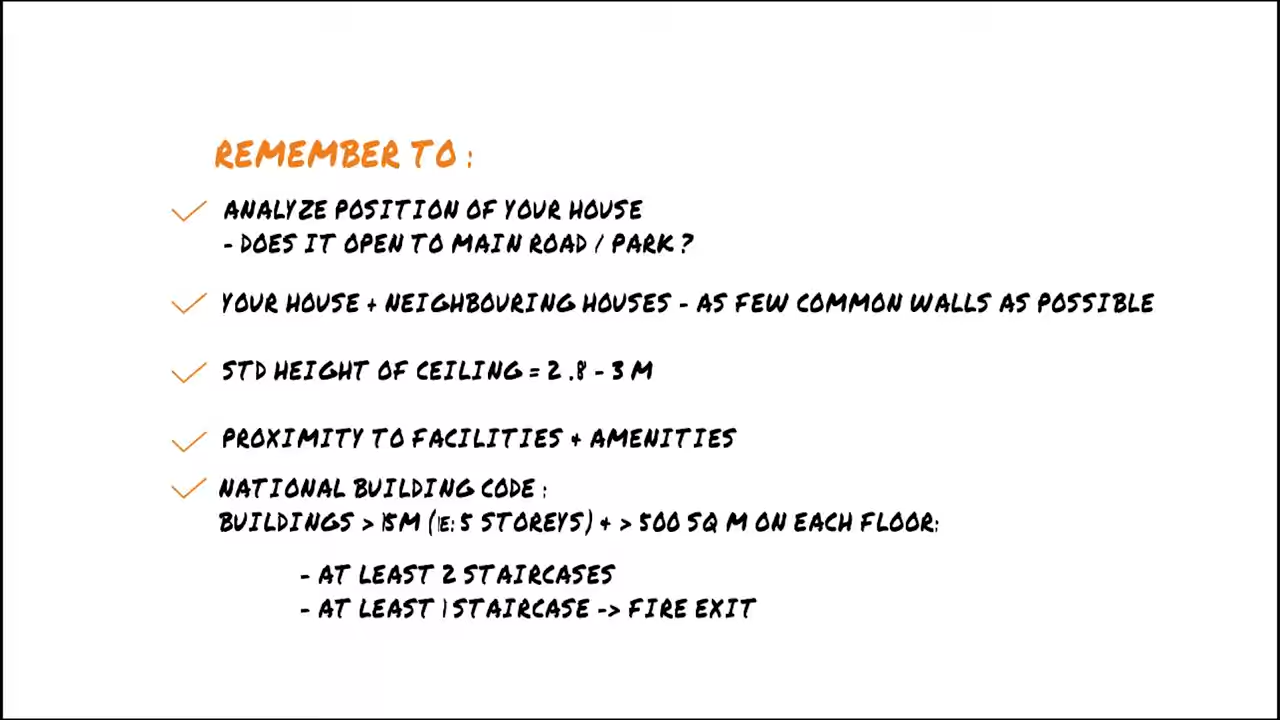 REMEMBER TO :
ANALYZE POSITION OF YOUR HOUSE
- DOES IT OPEN TO MAIN ROAD / PARK ?
YOUR HOUSE + NEIGHBOURING HOUSES - AS FEW COMMON WALLS AS POSSIBLE
STD HEIGHT OF CEILING = 2.8 - 3 M
PROXIMITY TO FACILITIES + AMENITIES
NATIONAL BUILDING CODE :
BUILDINGS > 15M (IE: 5 STOREYS) + > 500 SQ M ON EACH FLOOR:
- AT LEAST 2 STAIRCASES
- AT LEAST 1 STAIRCASE -> FIRE EXIT